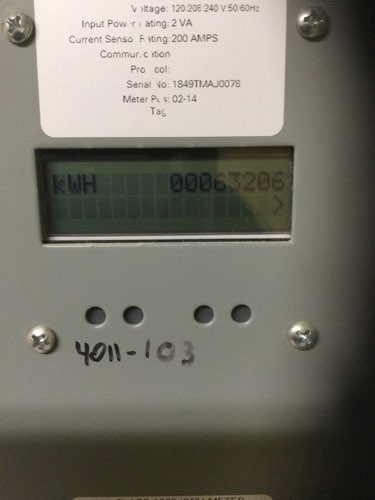 Voltage: 120:208:240 V:50:60Hz
Input Power Rating: 2 VA
Current Sensor Rating: 200 AMPS
Communication
Protocol:
Serial No: 1849TMAJ0078
Meter Pos: 02-14
Tag
kWH 00063206
>
4011-103